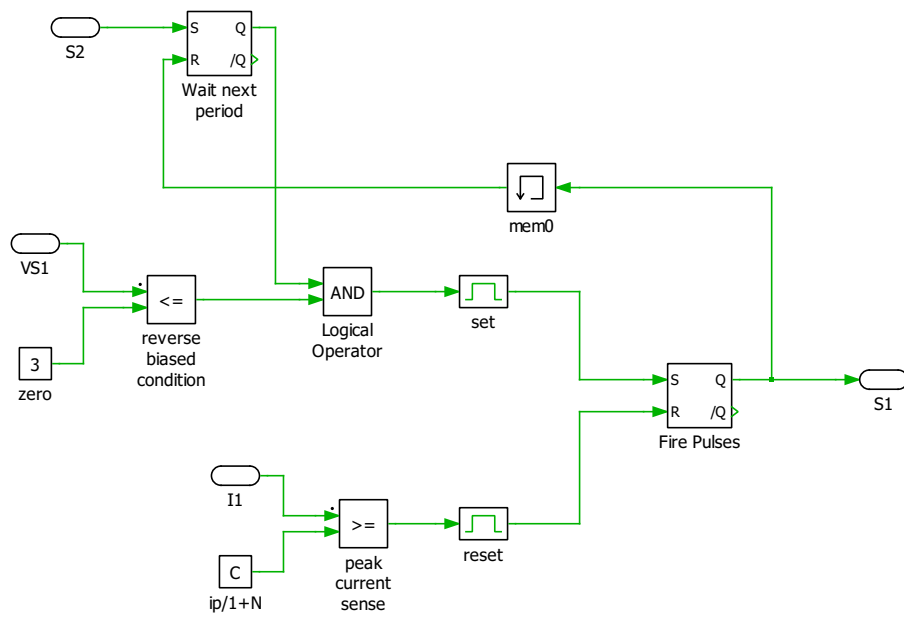 S Q
R /Q
S2
Wait next
period
mem0
VS1
<=
reverse
biased
condition
3
zero
AND
Logical
Operator
set
S Q
R /Q
Fire Pulses
S1
I1
>=
peak
current
sense
C
ip/1+N
reset